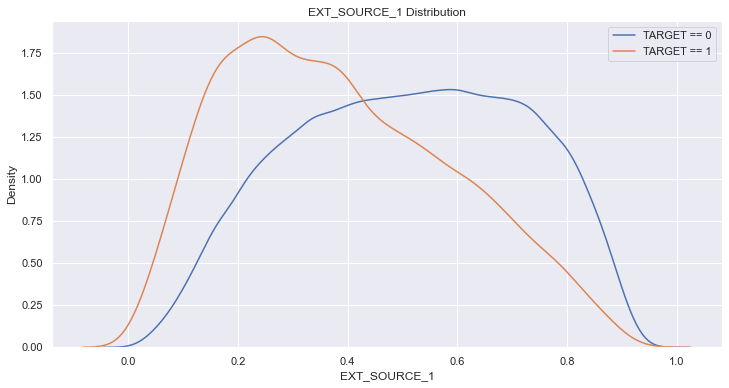 EXT_SOURCE_1 Distribution
TARGET == 0
TARGET == 1
Density
1.75
1.50
1.25
1.00
0.75
0.50
0.25
0.00
0.0 0.2 0.4 0.6 0.8 1.0
EXT_SOURCE_1